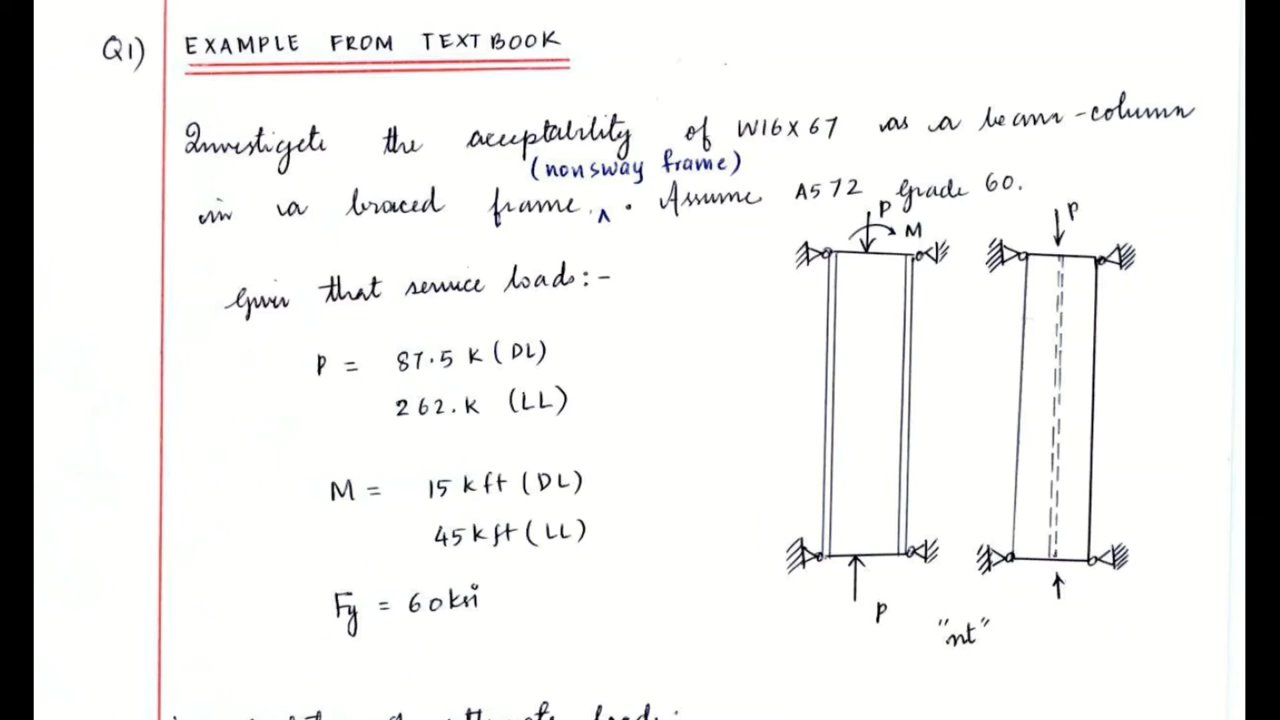 Q1) EXAMPLE FROM TEXTBOOK
Investigate the acceptability of W16X67 as a beam-column
(nonsway frame)
in a braced frame ∧. Assume A572 Grade 60.
Given that service loads:-
P = 87.5 K (DL)
262.K (LL)
M = 15 k ft (DL)
45 k ft (LL)
Fy = 60 ksi
P
M
P
P
"nt"